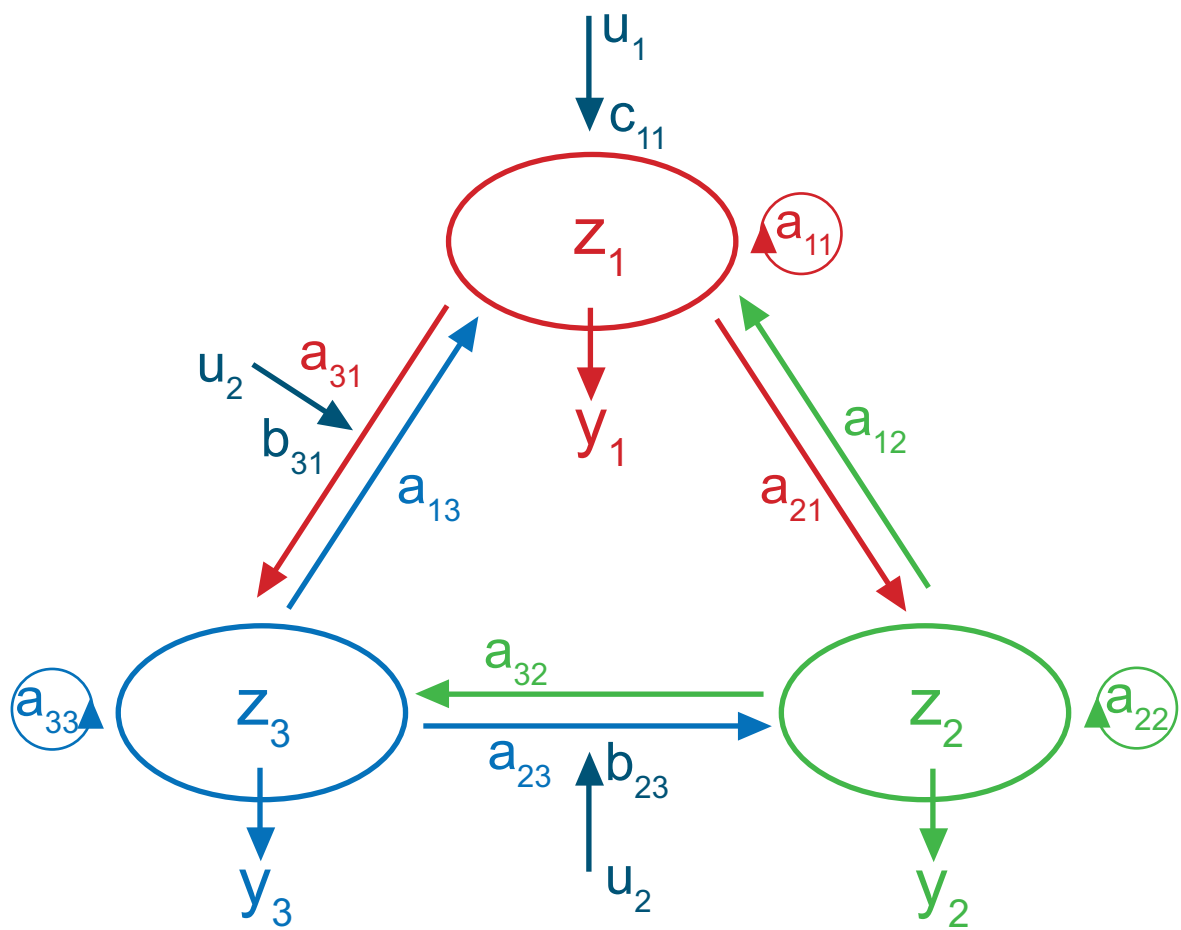 u₁
c₁₁
z₁
a₁₁
a₃₁
u₂
b₃₁
y₁
a₁₂
a₁₃
a₂₁
a₃₂
z₃
a₃₃
z₂
a₂₂
a₂₃
b₂₃
y₃
u₂
y₂